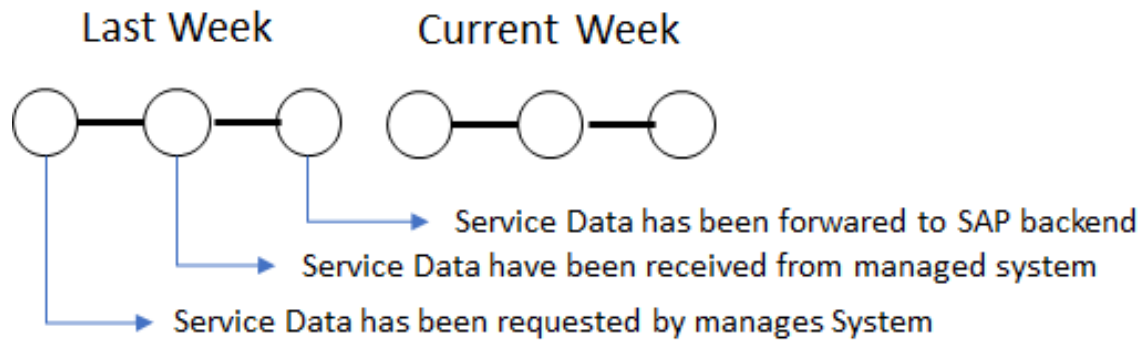 Last Week
Current Week
Service Data has been forwared to SAP backend
Service Data have been received from managed system
Service Data has been requested by manages System